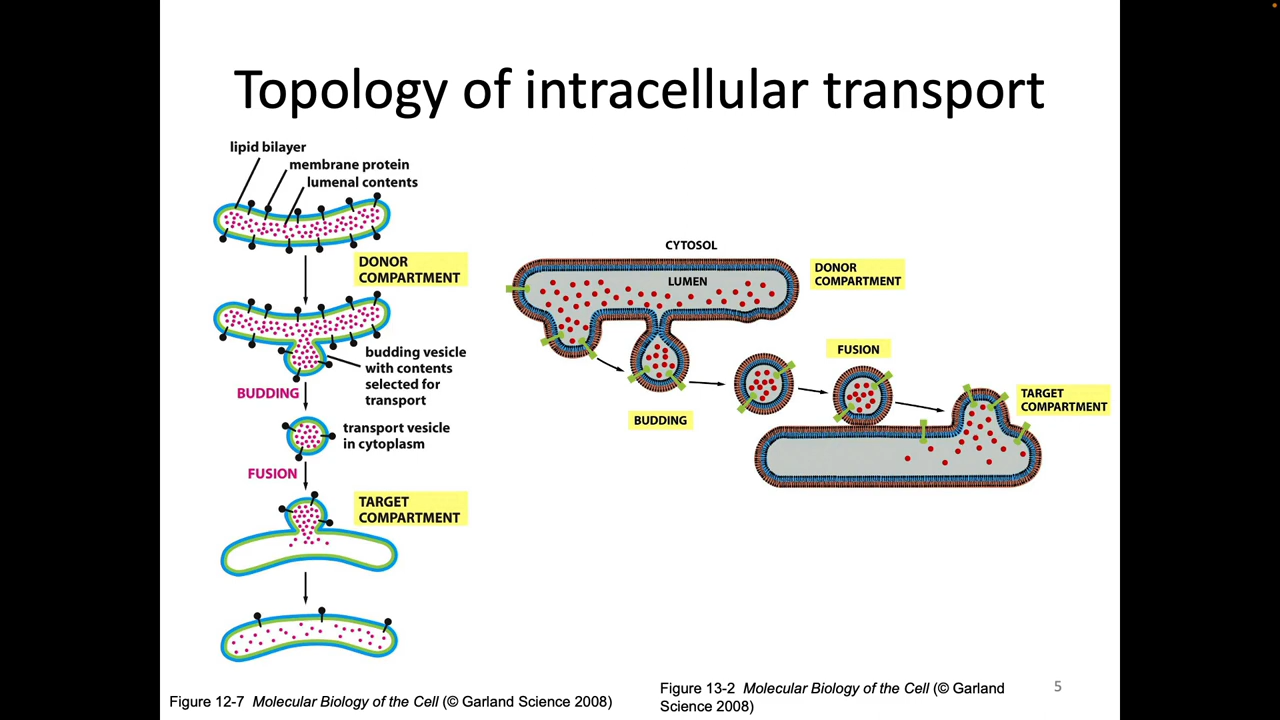 Topology of intracellular transport
lipid bilayer
membrane protein
lumenal contents
DONOR
COMPARTMENT
budding vesicle
with contents
selected for
transport
BUDDING
transport vesicle
in cytoplasm
FUSION
TARGET
COMPARTMENT
Figure 12-7 Molecular Biology of the Cell (© Garland Science 2008)
CYTOSOL
LUMEN
DONOR
COMPARTMENT
FUSION
BUDDING
TARGET
COMPARTMENT
Figure 13-2 Molecular Biology of the Cell (© Garland
Science 2008)
5